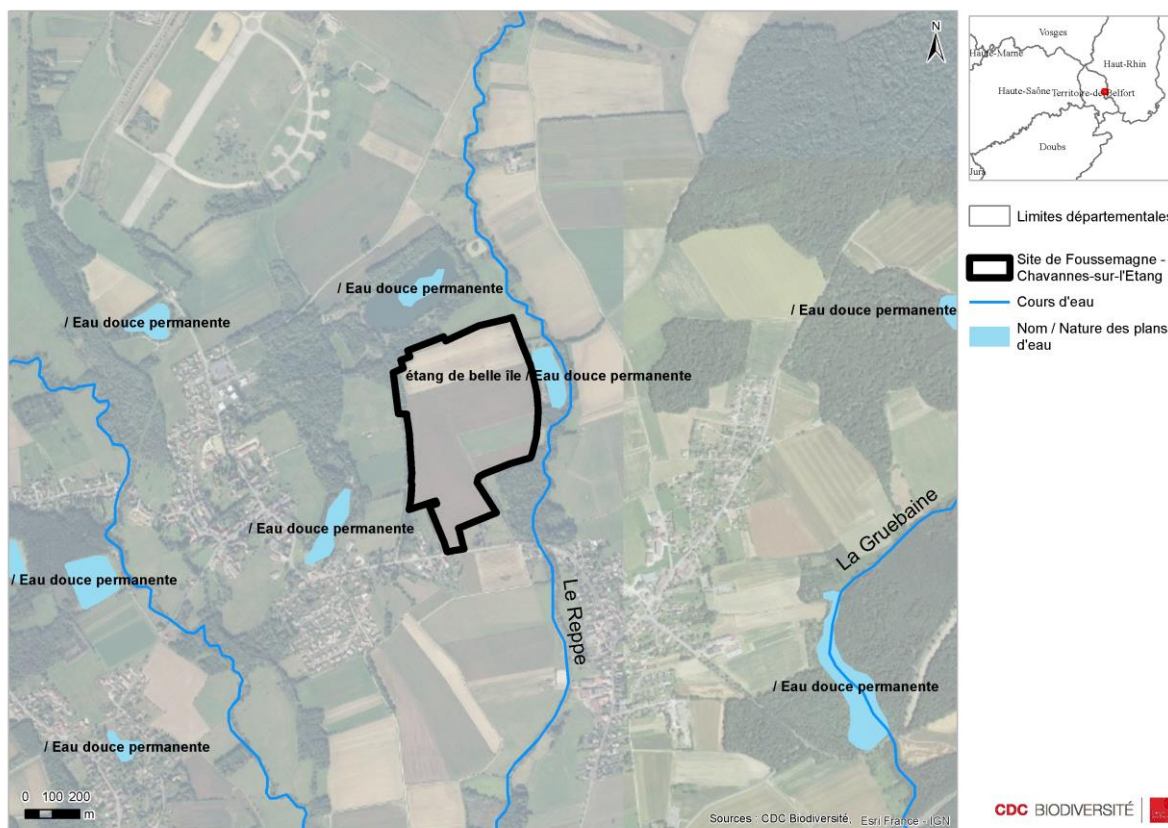 N
/ Eau douce permanente
/ Eau douce permanente
/ Eau douce permanente
étang de belle île / Eau douce permanente
/ Eau douce permanente
/ Eau douce permanente
La Gruebaine
Le Reppe
/ Eau douce permanente
/ Eau douce permanente
0 100 200
m
Sources : CDC Biodiversité, Esri France - IGN
Vosges
Haute-Marne
Haut-Rhin
Haute-Saône
Territoire-de-Belfort
Doubs
Jura
Limites départementales
Site de Foussemagne -
Chavannes-sur-l'Etang
Cours d'eau
Nom / Nature des plans
d'eau
CDC BIODIVERSITÉ